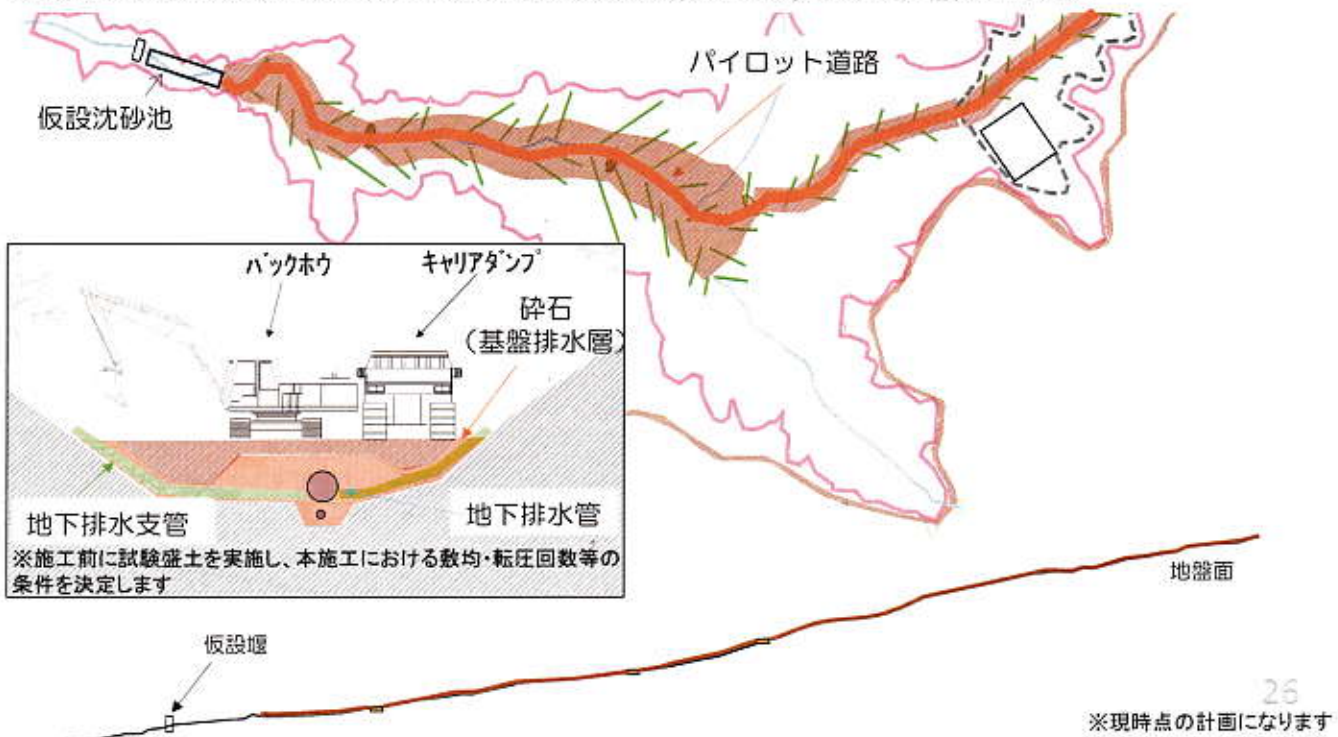 パイロット道路
仮設沈砂池
バックホウ
キャリアダンプ
砕石
(基盤排水層)
地下排水支管
地下排水管
※施工前に試験盛土を実施し、本施工における敷均・転圧回数等の
条件を決定します
地盤面
仮設堰
26
※現時点の計画になります